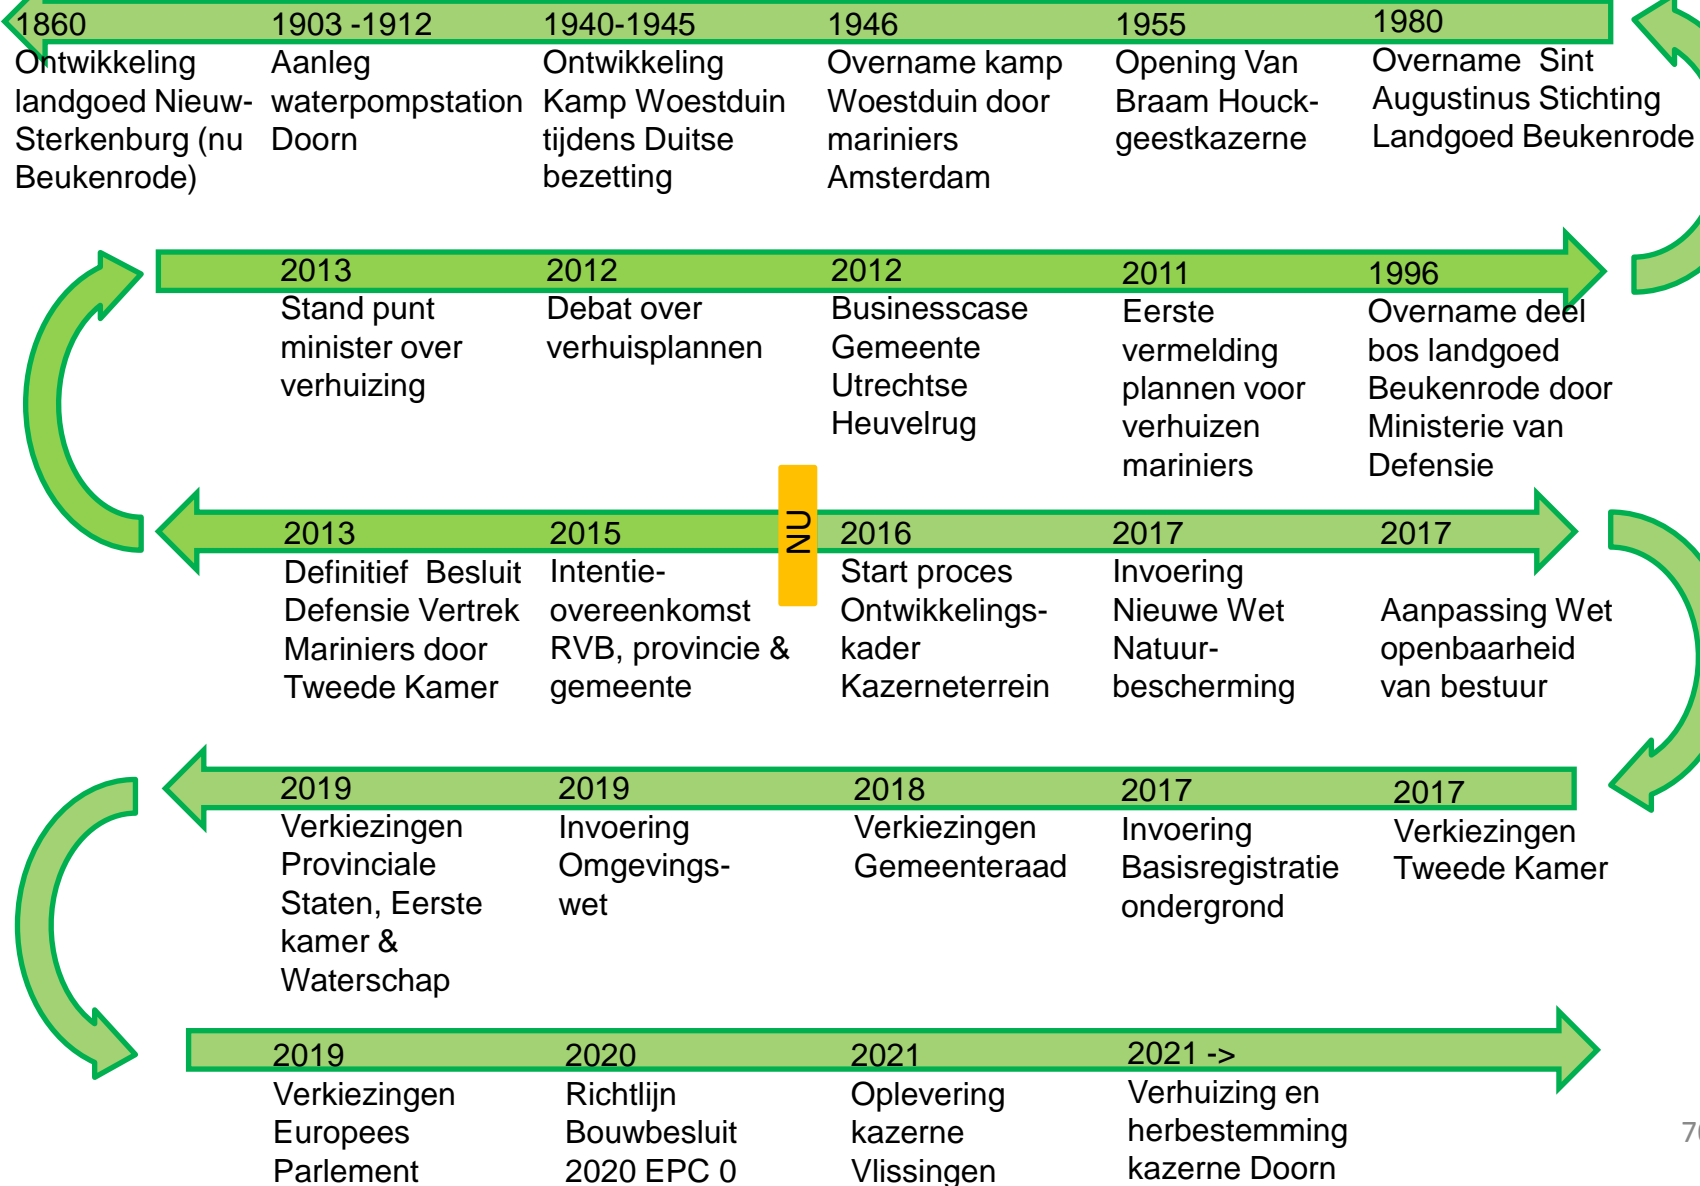 1860
Ontwikkeling
landgoed Nieuw-
Sterkenburg (nu
Beukenrode)
1903 -1912
Aanleg
waterpompstation
Doorn
1940-1945
Ontwikkeling
Kamp Woestduin
tijdens Duitse
bezetting
1946
Overname kamp
Woestduin door
mariniers
Amsterdam
1955
Opening Van
Braam Houck-
geestkazerne
1980
Overname Sint
Augustinus Stichting
Landgoed Beukenrode
2013
Stand punt
minister over
verhuizing
2012
Debat over
verhuisplannen
2012
Businesscase
Gemeente
Utrechtse
Heuvelrug
2011
Eerste
vermelding
plannen voor
verhuizen
mariniers
1996
Overname deel
bos landgoed
Beukenrode door
Ministerie van
Defensie
2013
Definitief Besluit
Defensie Vertrek
Mariniers door
Tweede Kamer
2015
Intentie-
overeenkomst
RVB, provincie &
gemeente
NU
2016
Start proces
Ontwikkelings-
kader
Kazerneterrein
2017
Invoering
Nieuwe Wet
Natuur-
bescherming
2017
Aanpassing Wet
openbaarheid
van bestuur
2019
Verkiezingen
Provinciale
Staten, Eerste
kamer &
Waterschap
2019
Invoering
Omgevings-
wet
2018
Verkiezingen
Gemeenteraad
2017
Invoering
Basisregistratie
ondergrond
2017
Verkiezingen
Tweede Kamer
2019
Verkiezingen
Europees
Parlement
2020
Richtlijn
Bouwbesluit
2020 EPC 0
2021
Oplevering
kazerne
Vlissingen
2021 ->
Verhuizing en
herbestemming
kazerne Doorn